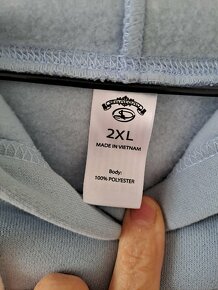 2XL
MADE IN VIETNAM
Body:
100% POLYESTER